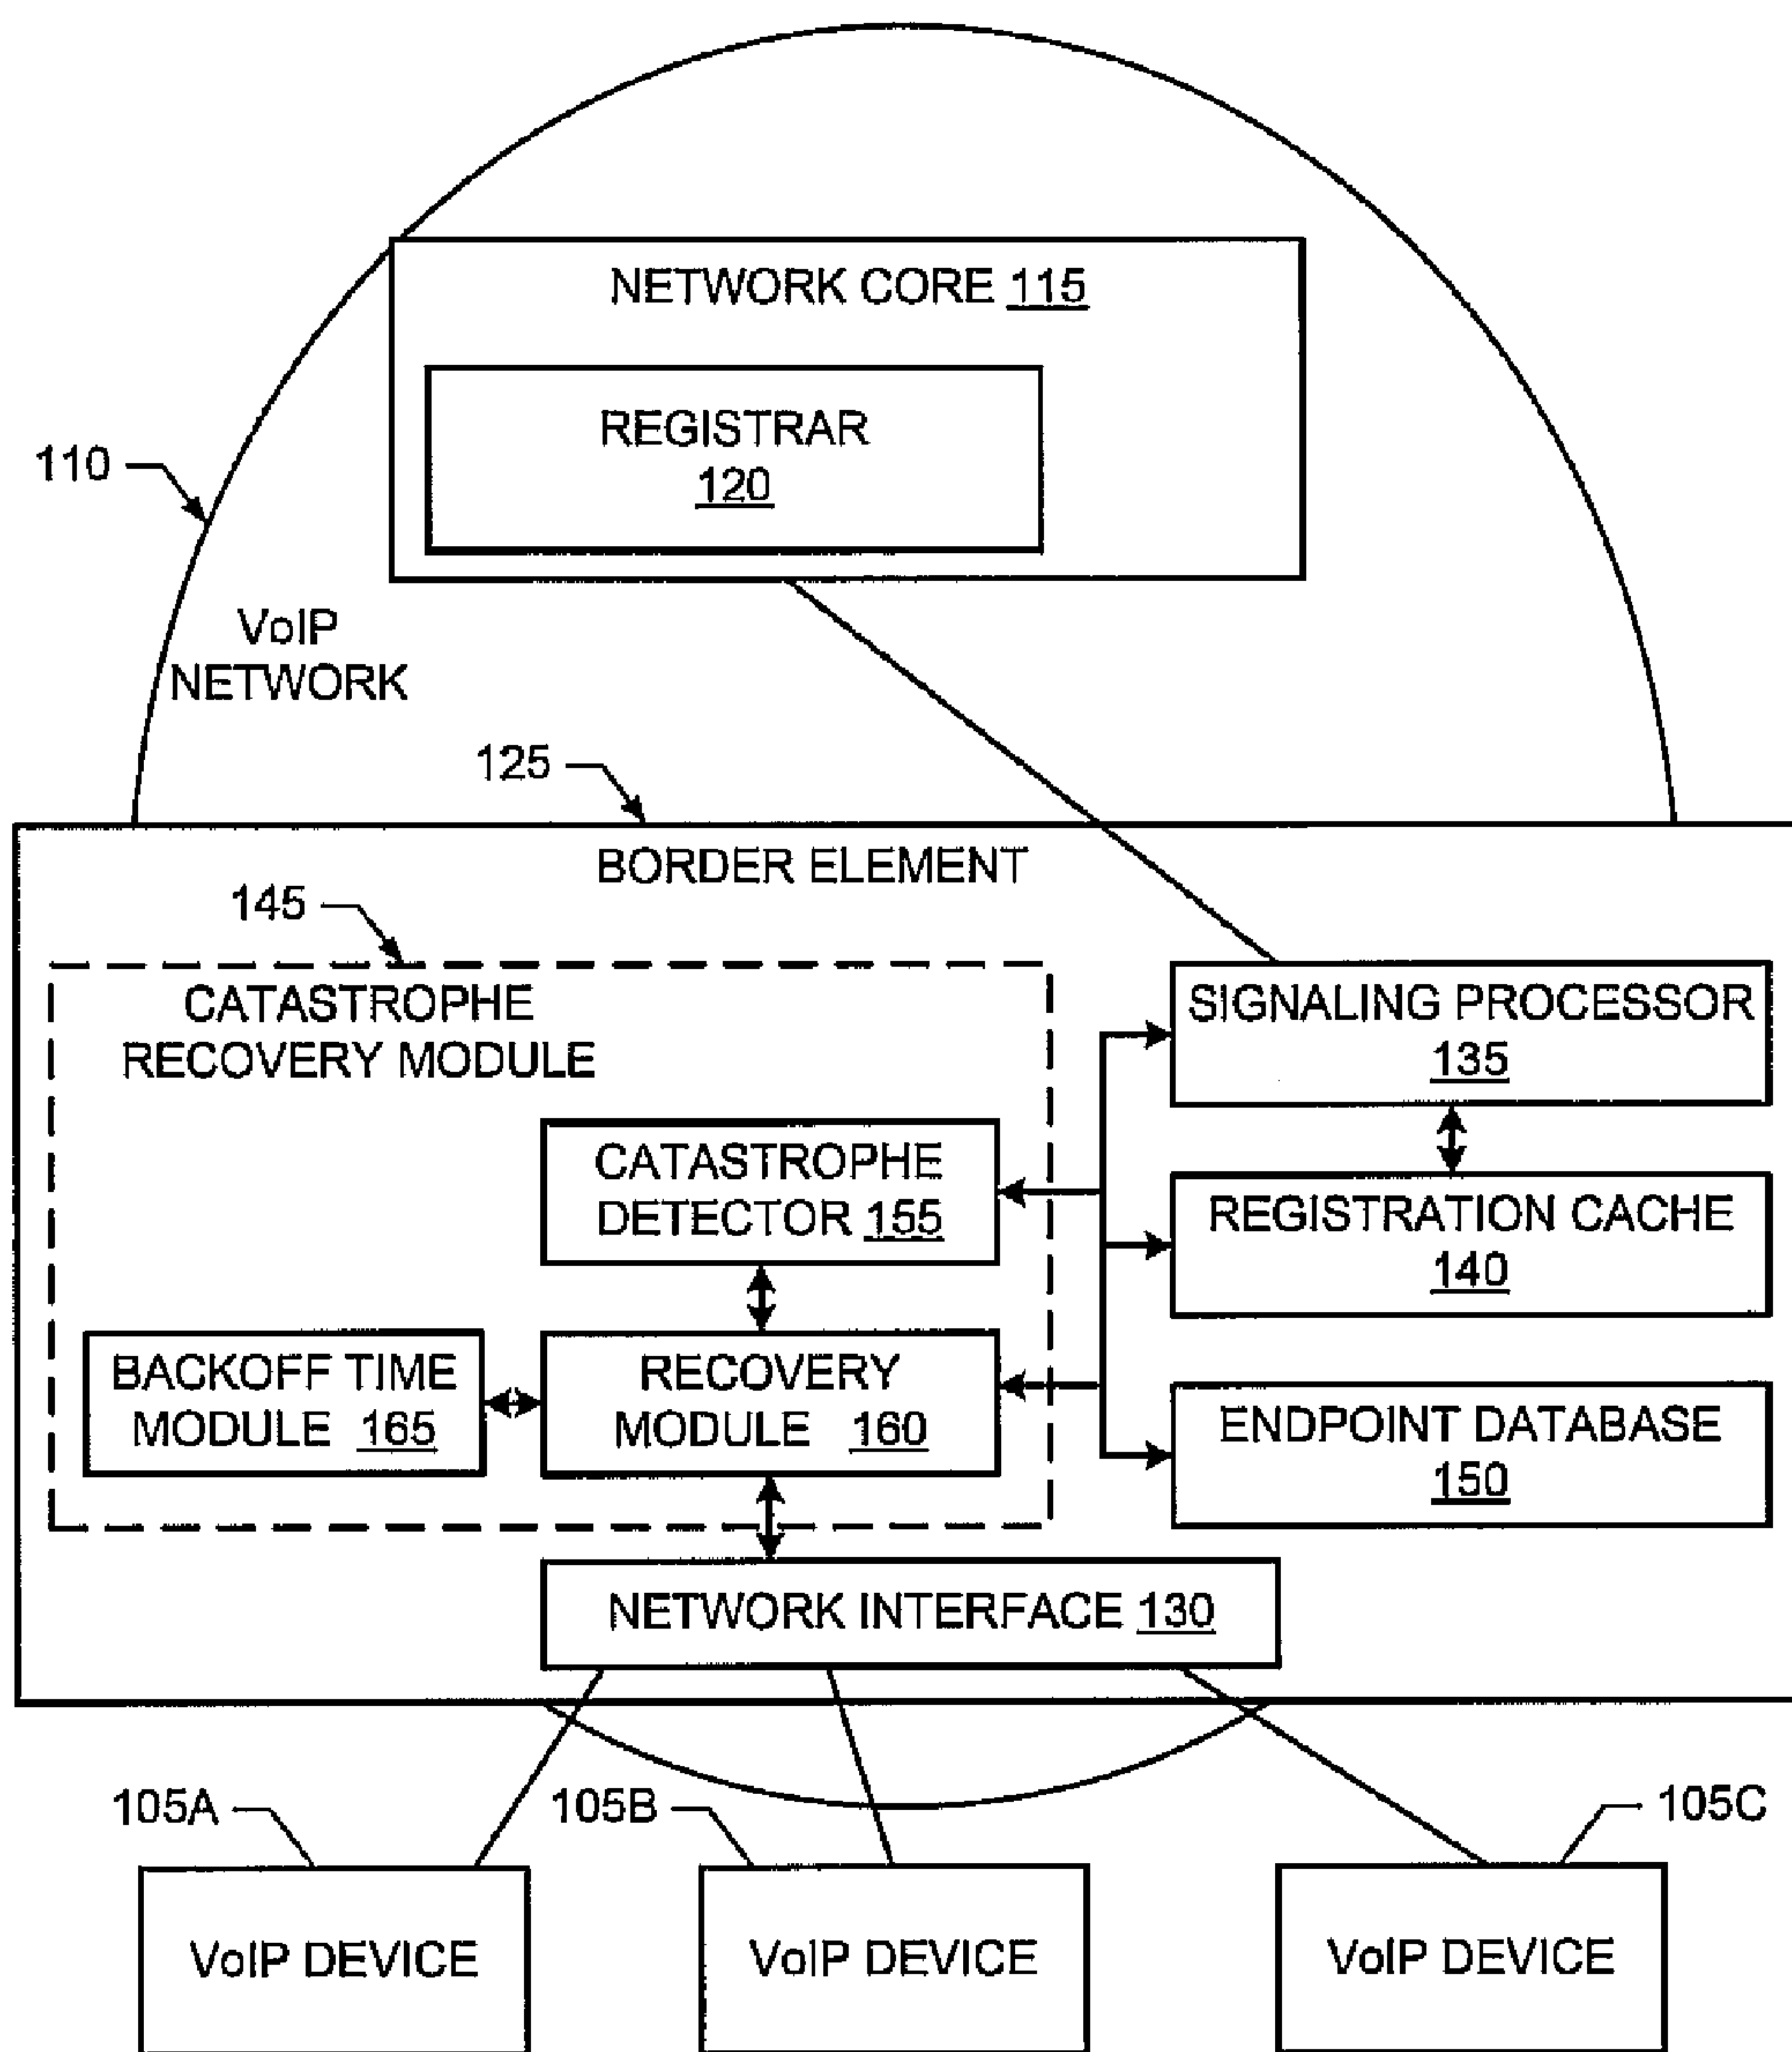 NETWORK CORE 115
REGISTRAR
120
110
VoIP
NETWORK
125
BORDER ELEMENT
145
CATASTROPHE
RECOVERY MODULE
SIGNALING PROCESSOR
135
CATASTROPHE
DETECTOR 155
REGISTRATION CACHE
140
BACKOFF TIME
MODULE 165
RECOVERY
MODULE 160
ENDPOINT DATABASE
150
NETWORK INTERFACE 130
105A
105B
105C
VoIP DEVICE
VoIP DEVICE
VoIP DEVICE